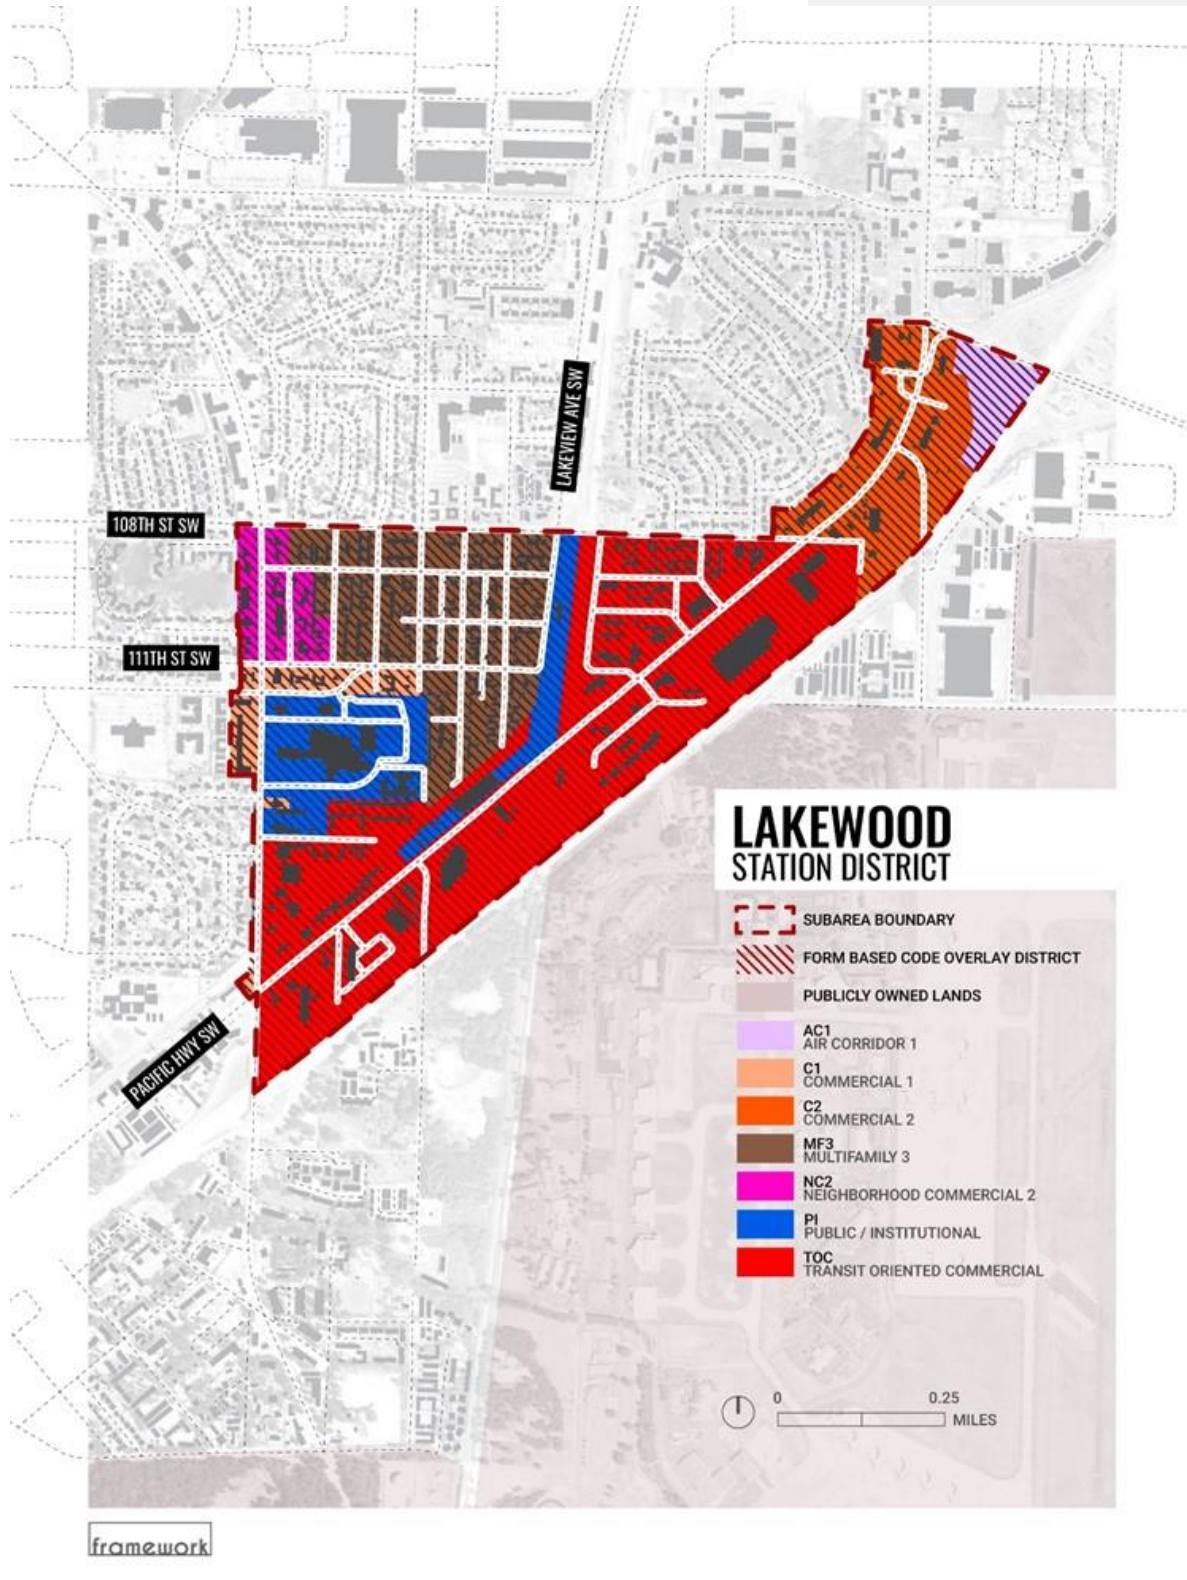 LAKEVIEW AVE SW
108TH ST SW
111TH ST SW
PACIFIC HWY SW
LAKEWOOD
STATION DISTRICT
SUBAREA BOUNDARY
FORM BASED CODE OVERLAY DISTRICT
PUBLICLY OWNED LANDS
AC1
AIR CORRIDOR 1
C1
COMMERCIAL 1
C2
COMMERCIAL 2
MF3
MULTIFAMILY 3
NC2
NEIGHBORHOOD COMMERCIAL 2
PI
PUBLIC / INSTITUTIONAL
TOC
TRANSIT ORIENTED COMMERCIAL
0 0.25
MILES
framework